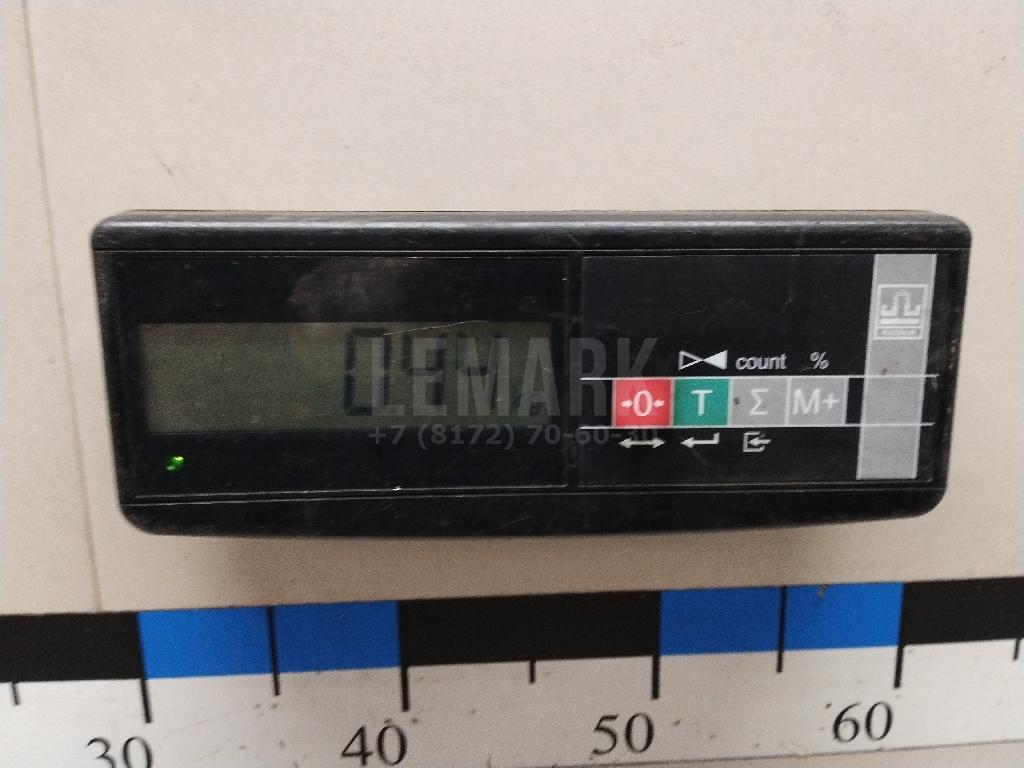 LEMARK
+7 (8172) 70-60-30
count %
→0← T Σ M+
30 40 50 60